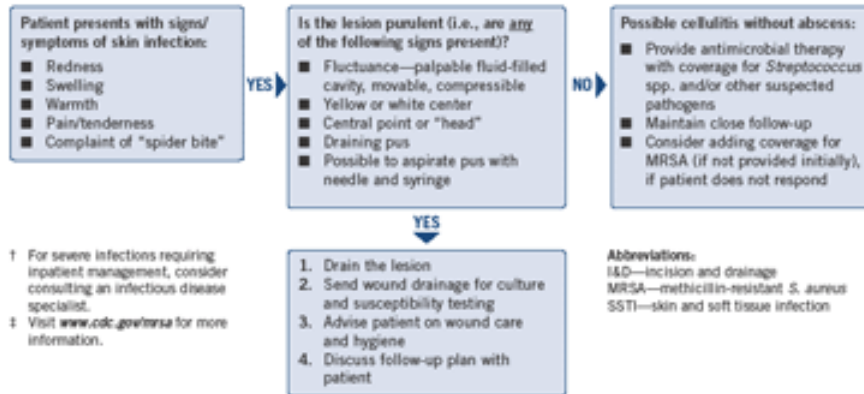 Patient presents with signs/
symptoms of skin infection:
■ Redness
■ Swelling
■ Warmth
■ Pain/tenderness
■ Complaint of “spider bite”
YES
Is the lesion purulent (i.e., are any
of the following signs present)?
■ Fluctuance—palpable fluid-filled
cavity, movable, compressible
■ Yellow or white center
■ Central point or “head”
■ Draining pus
■ Possible to aspirate pus with
needle and syringe
NO
Possible cellulitis without abscess:
■ Provide antimicrobial therapy
with coverage for Streptococcus
spp. and/or other suspected
pathogens
■ Maintain close follow-up
■ Consider adding coverage for
MRSA (if not provided initially),
if patient does not respond
YES
1. Drain the lesion
2. Send wound drainage for culture
and susceptibility testing
3. Advise patient on wound care
and hygiene
4. Discuss follow-up plan with
patient
† For severe infections requiring
inpatient management, consider
consulting an infectious disease
specialist.
‡ Visit www.cdc.gov/mrsa for more
information.
Abbreviations:
I&D—incision and drainage
MRSA—methicillin-resistant S. aureus
SSTI—skin and soft tissue infection